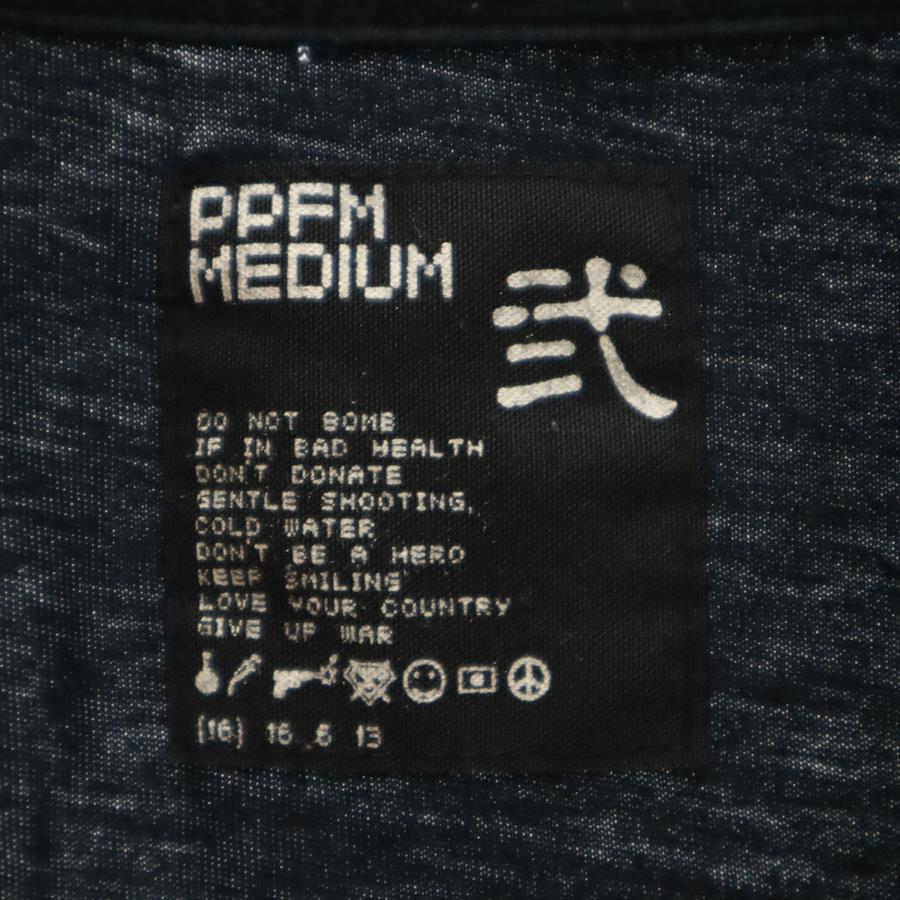 PPFM
MEDIUM
弐
DO NOT BOMB
IF IN BAD HEALTH
DON'T DONATE
GENTLE SHOOTING,
COLD WATER
DON'T BE A HERO
KEEP SMILING
LOVE YOUR COUNTRY
GIVE UP WAR
(16) 16 6 13